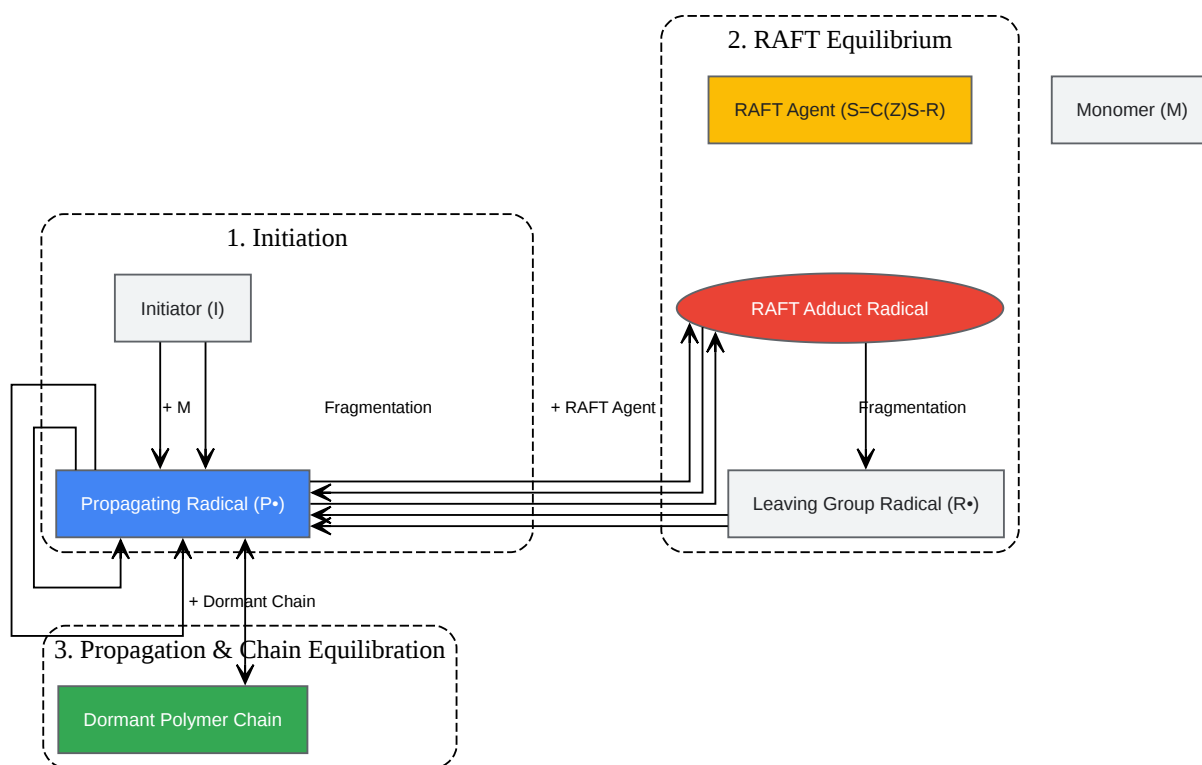 2. RAFT Equilibrium
RAFT Agent (S=C(Z)S-R)
Monomer (M)
1. Initiation
Initiator (I)
RAFT Adduct Radical
+ M
Fragmentation
+ RAFT Agent
Fragmentation
Propagating Radical (P•)
Leaving Group Radical (R•)
+ Dormant Chain
3. Propagation & Chain Equilibration
Dormant Polymer Chain